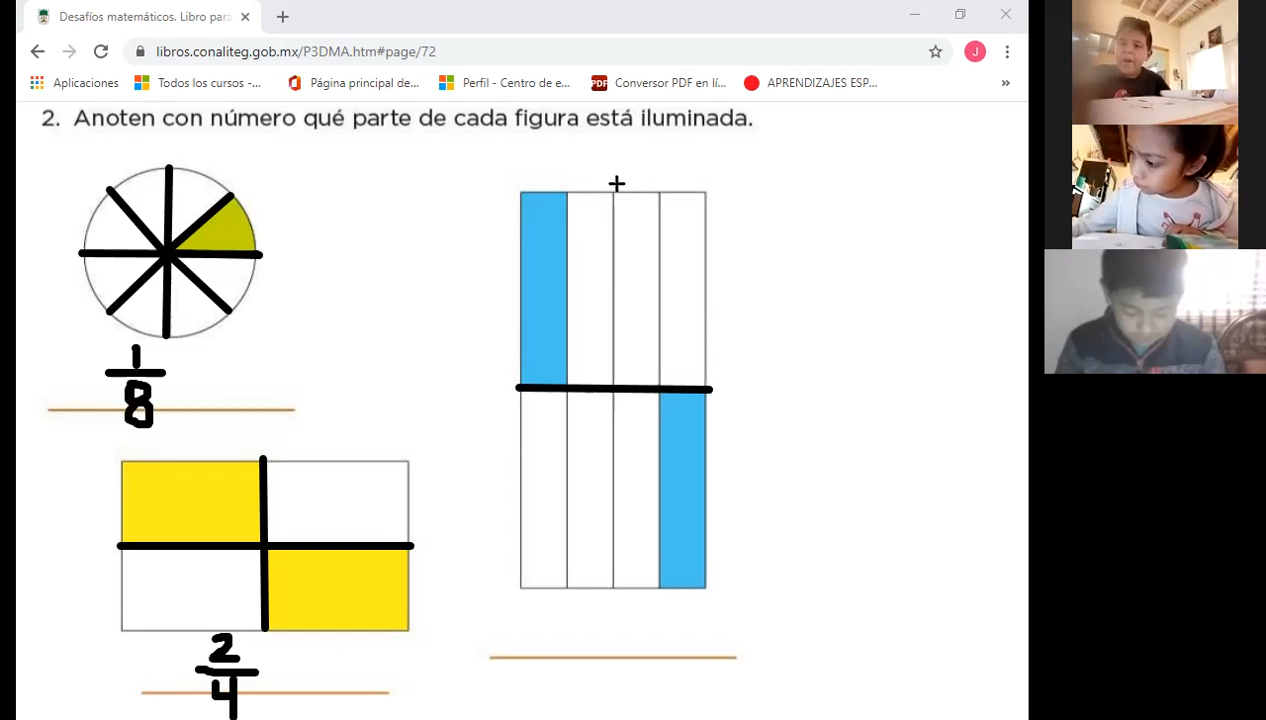 Desafíos matemáticos. Libro para
libros.conaliteg.gob.mx/P3DMA.htm#page/72
J
Aplicaciones
Todos los cursos -...
Página principal de...
Perfil - Centro de e...
PDF
Conversor PDF en lí...
APRENDIZAJES ESP...
»
2. Anoten con número qué parte de cada figura está iluminada.
1
8
2
4